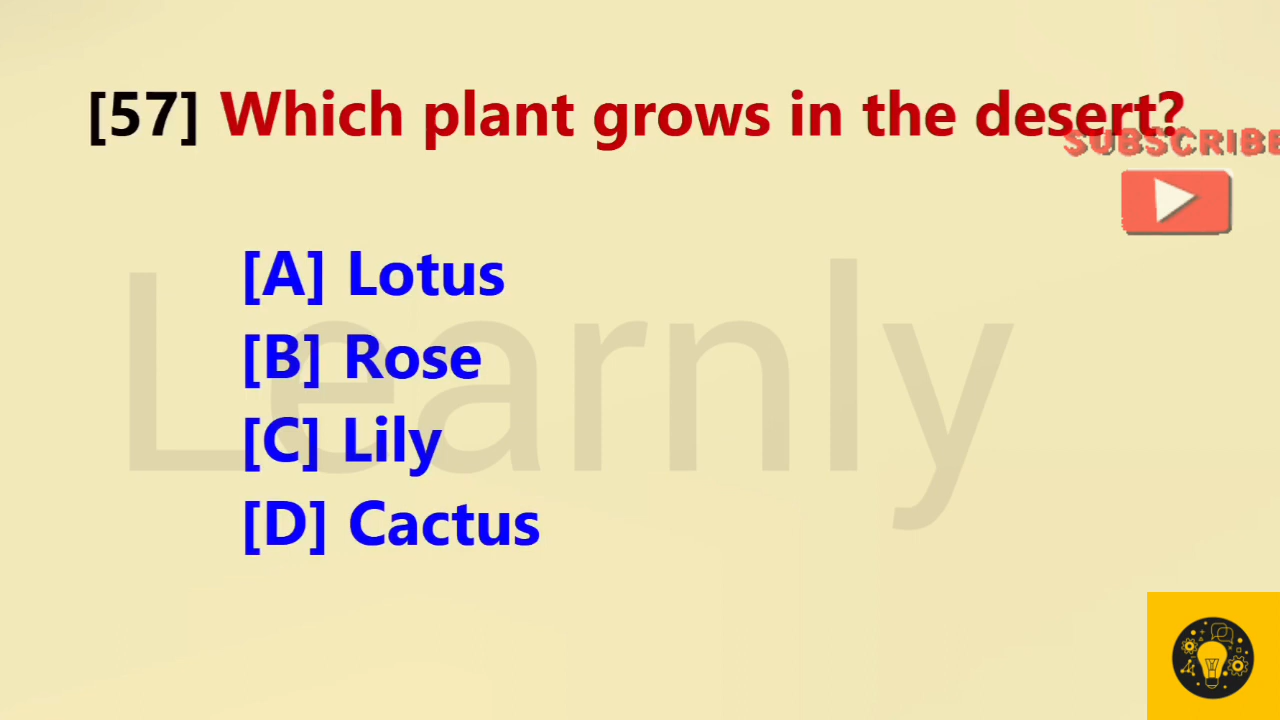 [57] Which plant grows in the desert?
SUBSCRIBE
[A] Lotus
[B] Rose
[C] Lily
[D] Cactus
Learnly